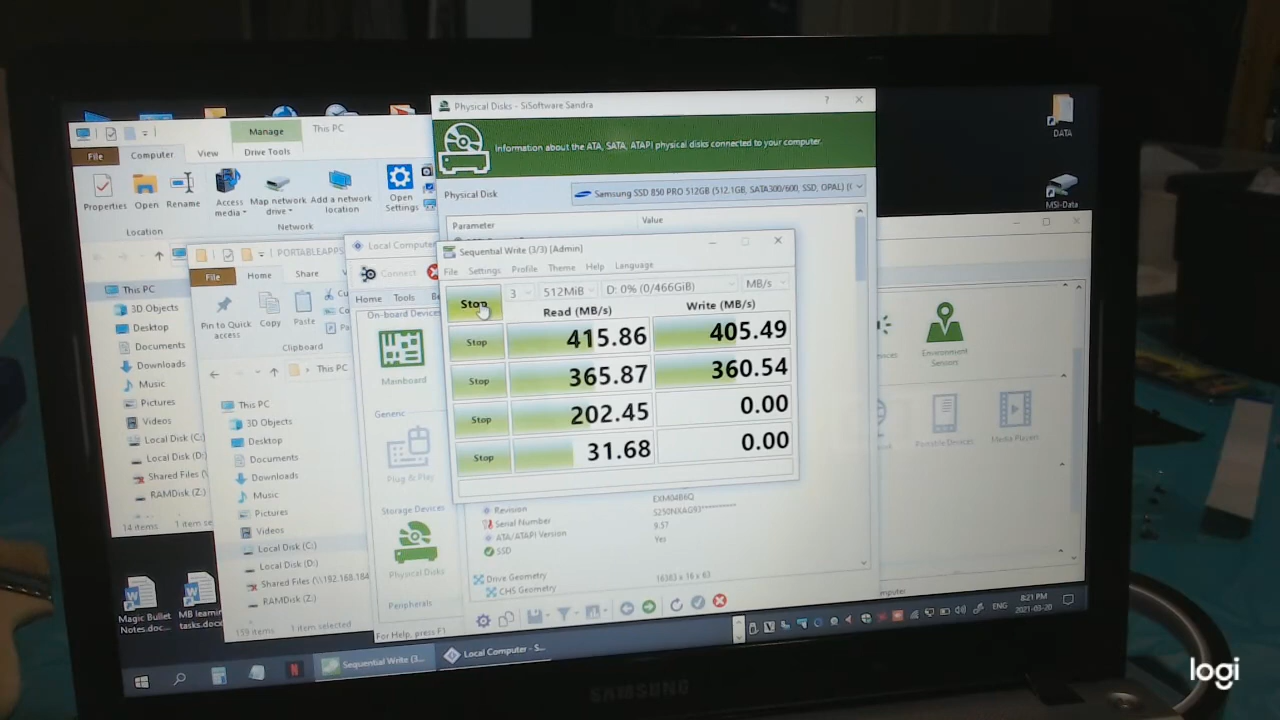 Physical Disks - SiSoftware Sandra
?
Information about the ATA, SATA, ATAPI physical disks connected to your computer.
Physical Disk
Samsung SSD 850 PRO 512GB (512.1GB, SATA300/600, SSD, OPAL)
Parameter
Value
Sequential Write (3/3) [Admin]
File Settings Profile Theme Help Language
Stop
3
512MiB
D: 0% (0/466GiB)
MB/s
Read (MB/s)
Write (MB/s)
Stop 415.86 405.49
Stop 365.87 360.54
Stop 202.45 0.00
Stop 31.68 0.00
EXM04B6Q
Revision
Serial Number
ATA/ATAPI Version
9.57
SSD
Yes
Drive Geometry
CHS Geometry
16383 x 16 x 63
Manage
This PC
File
Computer
View
Drive Tools
Properties
Open
Rename
Access media
Map network drive
Add a network location
Open Settings
Location
Network
This PC
3D Objects
Desktop
Documents
Downloads
Music
Pictures
Videos
Local Disk (C:
Local Disk (D:
Shared Files (\
RAMDisk (Z:)
14 items
PORTABLEAPPS
File
Home
Share
Pin to Quick access
Copy
Paste
Clipboard
This PC
This PC
3D Objects
Desktop
Documents
Downloads
Music
Pictures
Videos
Local Disk (C:)
Local Disk (D:)
Shared Files (\\192.168.184
RAMDisk (Z:)
159 items
1 item selected
Local Computer
Connect
Home
Tools
On-board Devices
Mainboard
Generic
Plug & Play
Storage Devices
Physical Disks
Peripherals
For Help, press F1
Environment Sensors
Portable Devices
Media Players
DATA
MSI-Data
Magic Bullet Notes.doc...
MB learnin tasks.docx
Sequential Write (3...
Local Computer - S...
ENG
8:21 PM
2021-03-20
SAMSUNG
logi